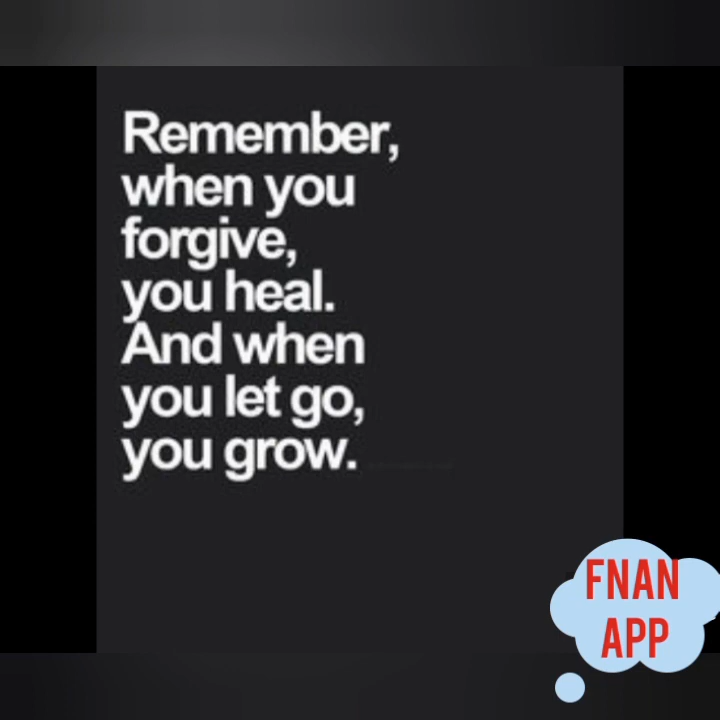 Remember,
when you
forgive,
you heal.
And when
you let go,
you grow.
FNAN
APP